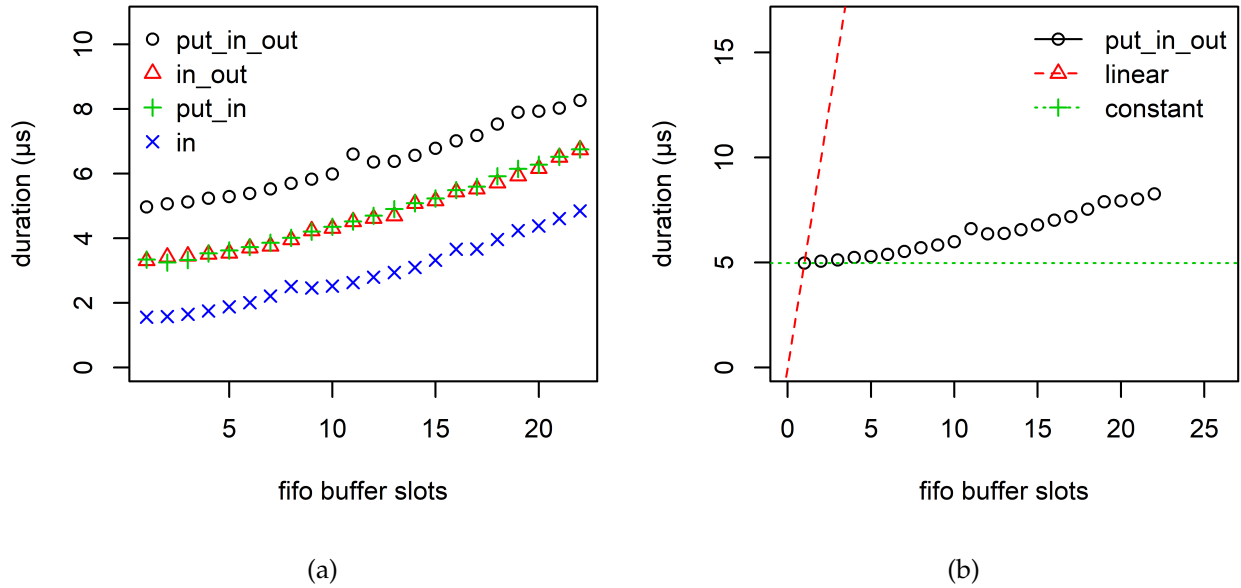 duration (µs)
10
8
6
4
2
0
put_in_out
in_out
put_in
in
5
10
15
20
fifo buffer slots
(a)
duration (µs)
15
10
5
0
put_in_out
linear
constant
0
5
10
15
20
25
fifo buffer slots
(b)